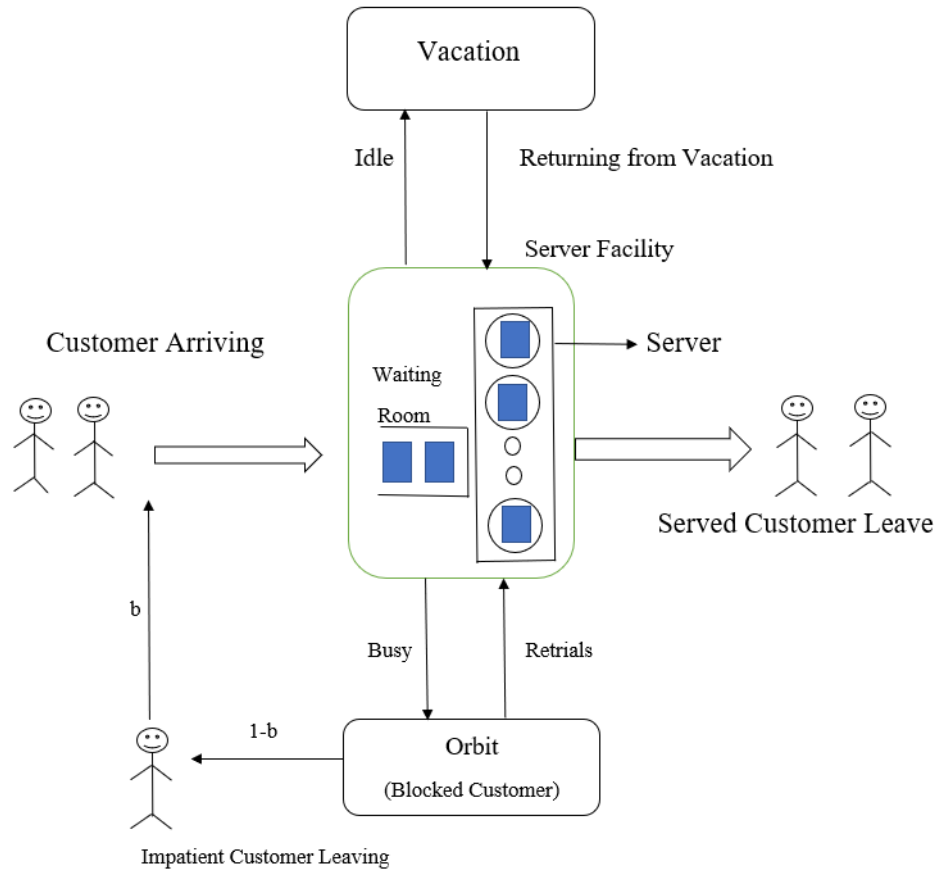 Vacation
Idle
Returning from Vacation
Server Facility
Customer Arriving
Server
Waiting
Room
Served Customer Leave
b
Busy
Retrials
1-b
Orbit
(Blocked Customer)
Impatient Customer Leaving